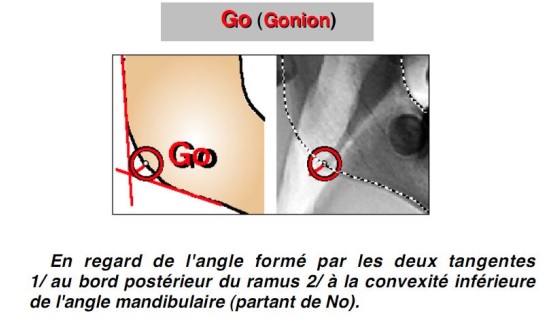 Go (Gonion)
Go
En regard de l'angle formé par les deux tangentes
1/ au bord postérieur du ramus 2/ à la convexité inférieure
de l'angle mandibulaire (partant de No).